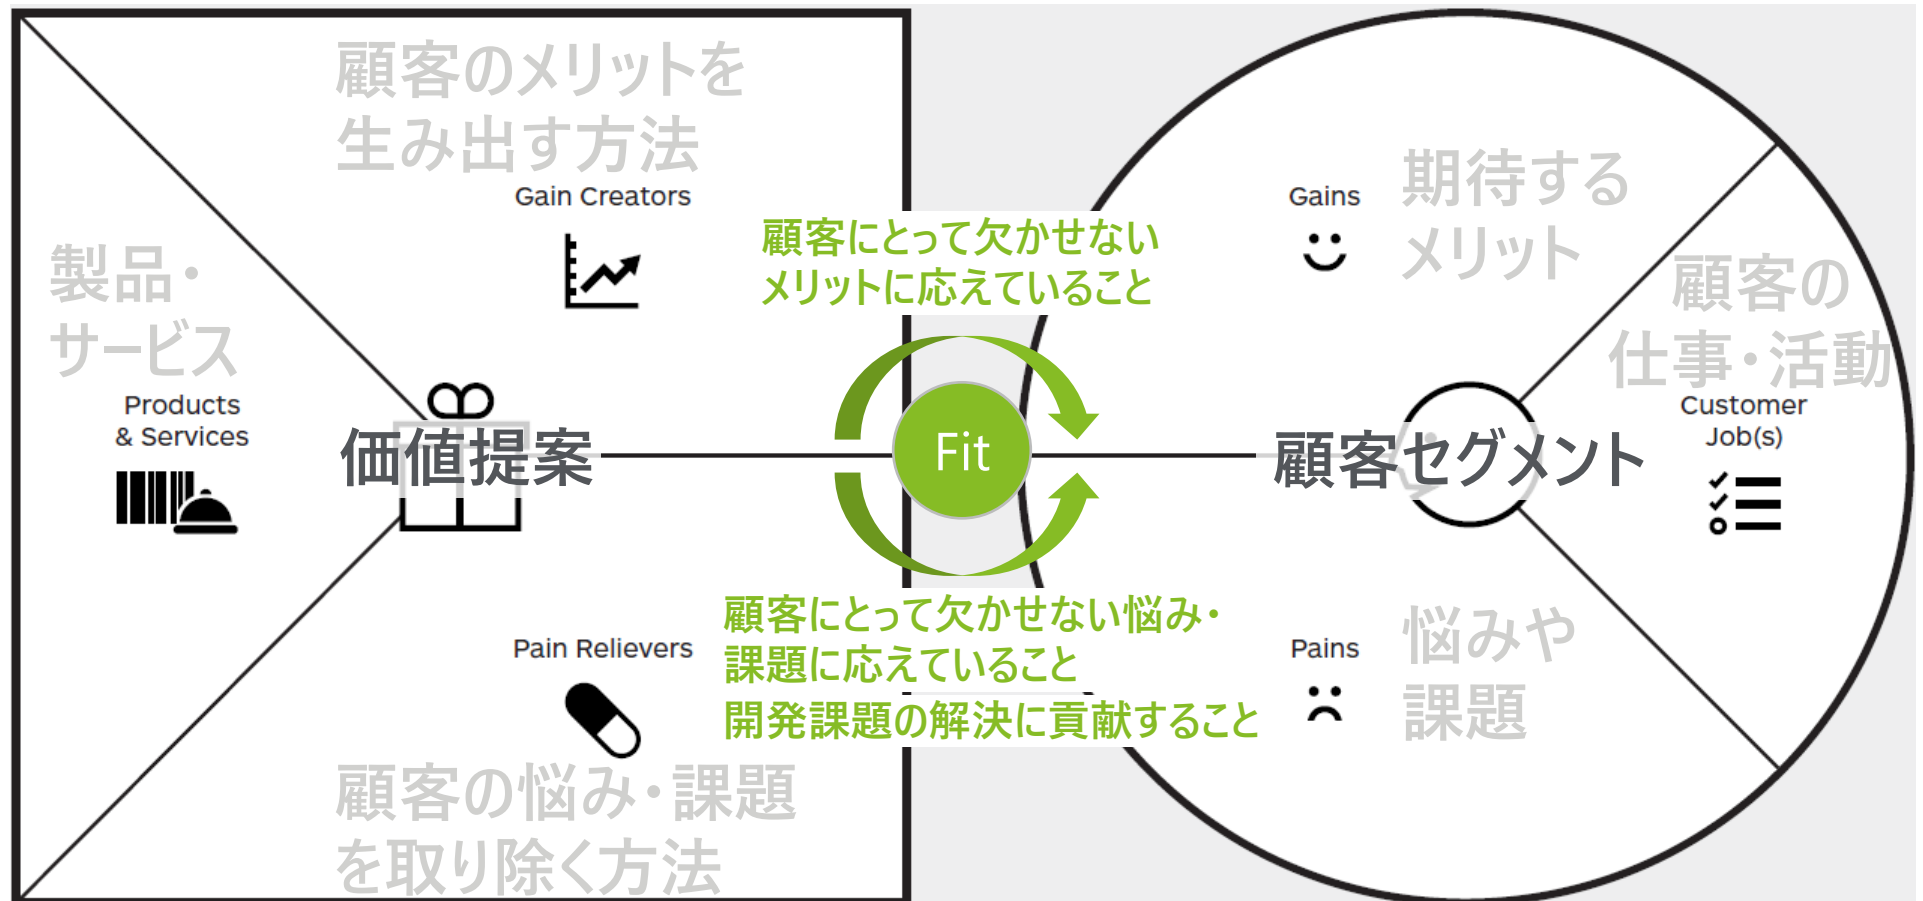 顧客のメリットを
生み出す方法
Gain Creators
製品・
サービス
Products
& Services
価値提案
Pain Relievers
顧客の悩み・課題
を取り除く方法
顧客にとって欠かせない
メリットに応えていること
Fit
顧客にとって欠かせない悩み・
課題に応えていること
開発課題の解決に貢献すること
Gains
期待する
メリット
顧客の
仕事・活動
Customer
Job(s)
顧客セグメント
Pains
悩みや
課題